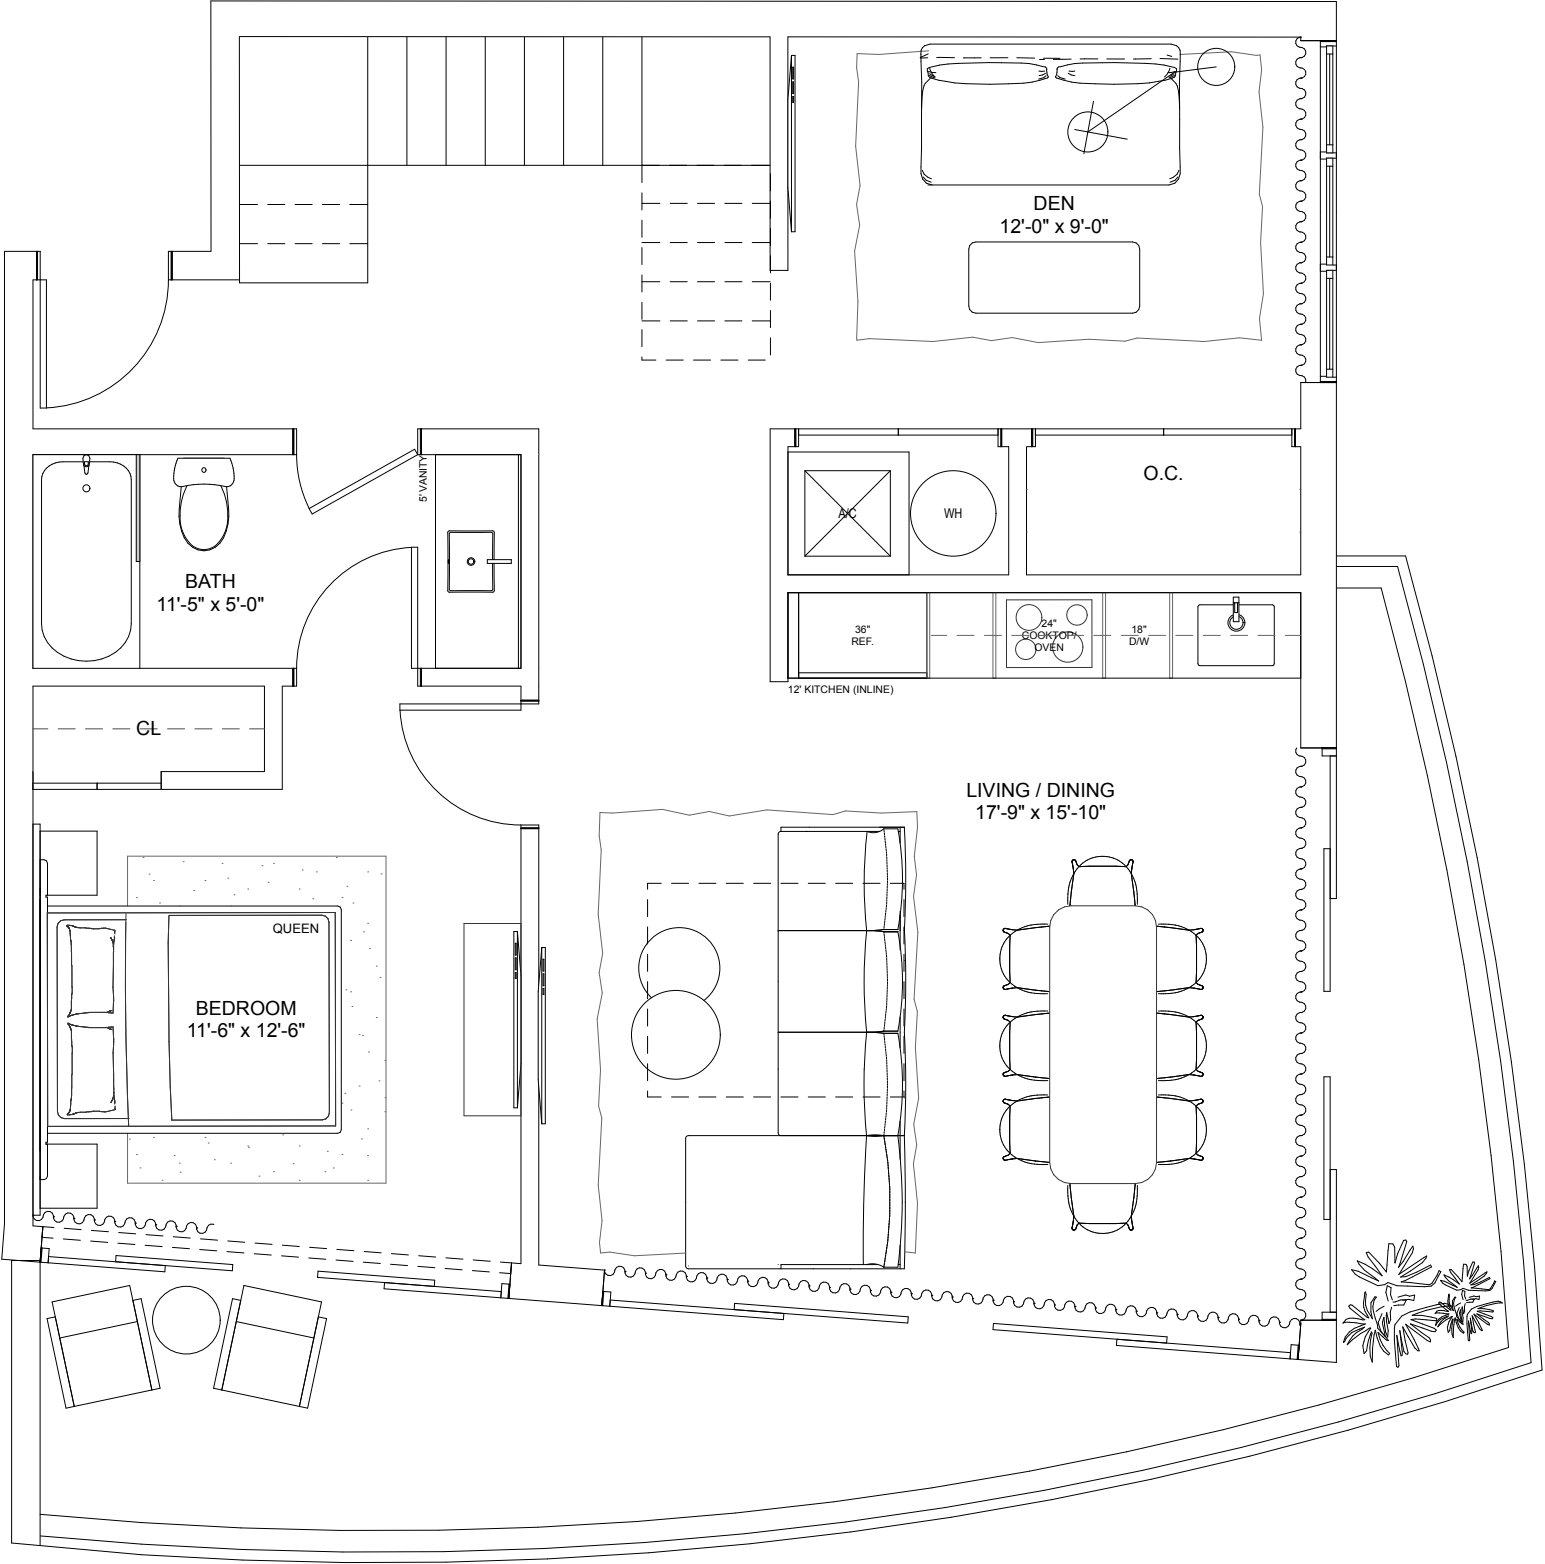 DEN
12'-0" x 9'-0"
5' VANITY
O.C.
A/C
WH
BATH
11'-5" x 5'-0"
36"
REF.
24"
COOKTOP/
OVEN
18"
D/W
12' KITCHEN (INLINE)
CL
LIVING / DINING
17'-9" x 15'-10"
QUEEN
BEDROOM
11'-6" x 12'-6"